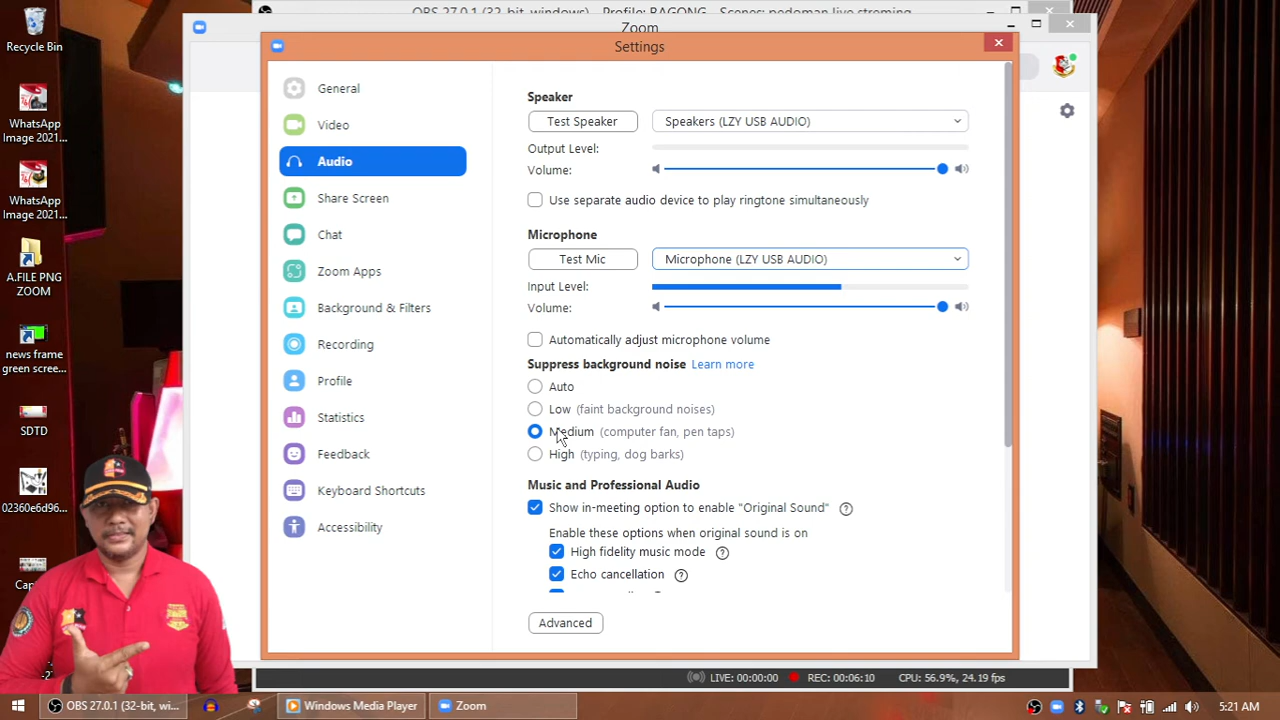 OBS 27.0.1 (32-bit, windows) - Profile: BAGONG - Scenes: pedoman live streming
Zoom
Settings
Recycle Bin
WhatsApp
Image 2021...
WhatsApp
Image 2021...
A.FILE PNG
ZOOM
news frame
green scree...
SDTD
02360e6d96...
General
Video
Audio
Share Screen
Chat
Zoom Apps
Background & Filters
Recording
Profile
Statistics
Feedback
Keyboard Shortcuts
Accessibility
Speaker
Test Speaker
Speakers (LZY USB AUDIO)
Output Level:
Volume:
Use separate audio device to play ringtone simultaneously
Microphone
Test Mic
Microphone (LZY USB AUDIO)
Input Level:
Volume:
Automatically adjust microphone volume
Suppress background noise Learn more
Auto
Low (faint background noises)
Medium (computer fan, pen taps)
High (typing, dog barks)
Music and Professional Audio
Show in-meeting option to enable "Original Sound"
Enable these options when original sound is on
High fidelity music mode
Echo cancellation
Advanced
LIVE: 00:00:00 REC: 00:06:10 CPU: 56.9%, 24.19 fps
OBS 27.0.1 (32-bit, wi...
Windows Media Player
Zoom
5:21 AM